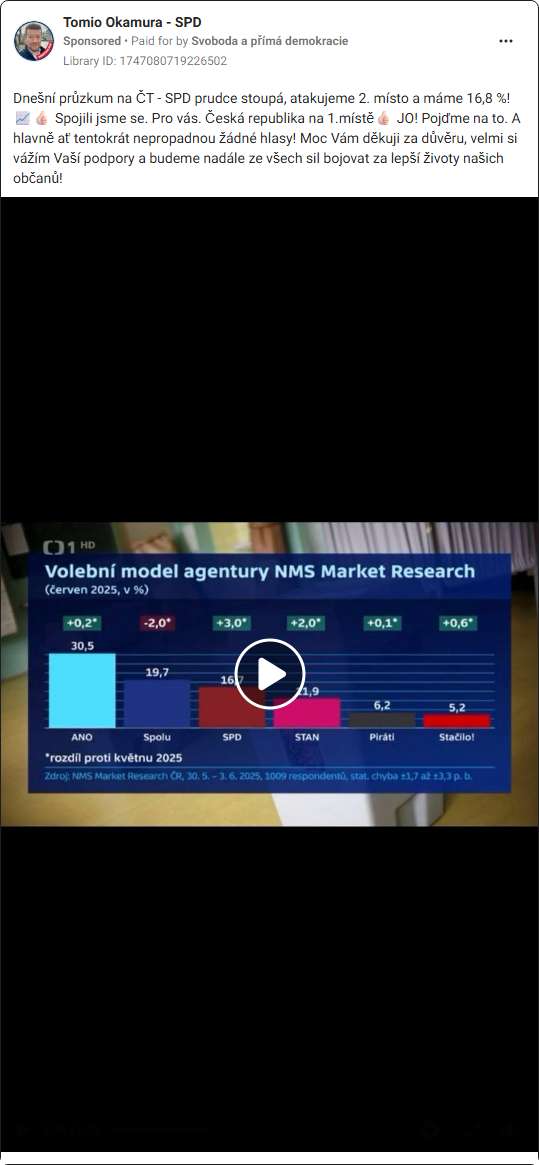 Tomio Okamura - SPD
Sponsored • Paid for by Svoboda a přímá demokracie
Library ID: 1747080719226502
Dnešní průzkum na ČT - SPD prudce stoupá, atakujeme 2. místo a máme 16,8 %!
📈👍🏻 Spojili jsme se. Pro vás. Česká republika na 1.místě👍🏻 JO! Pojďme na to. A
hlavně ať tentokrát nepropadnou žádné hlasy! Moc Vám děkuji za důvěru, velmi si
vážím Vaší podpory a budeme nadále ze všech sil bojovat za lepší životy našich
občanů!
1 HD
Volební model agentury NMS Market Research
(červen 2025, v %)
+0,2* -2,0* +3,0* +2,0* +0,1* +0,6*
30,5 19,7 6,2 5,2
ANO Spolu SPD STAN Piráti Stačilo!
*rozdíl proti květnu 2025
Zdroj: NMS Market Research ČR, 30. 5. – 3. 6. 2025, 1009 respondentů, stat. chyba ±1,7 až ±3,3 p. b.